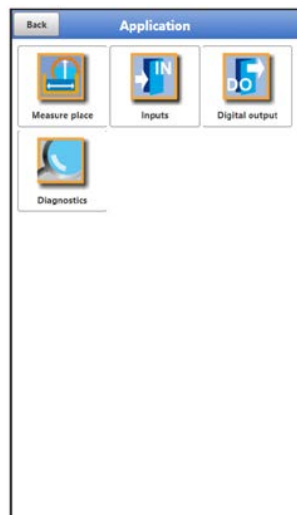 Back
Application
IN
DO
Measure place
Inputs
Digital output
Diagnostics